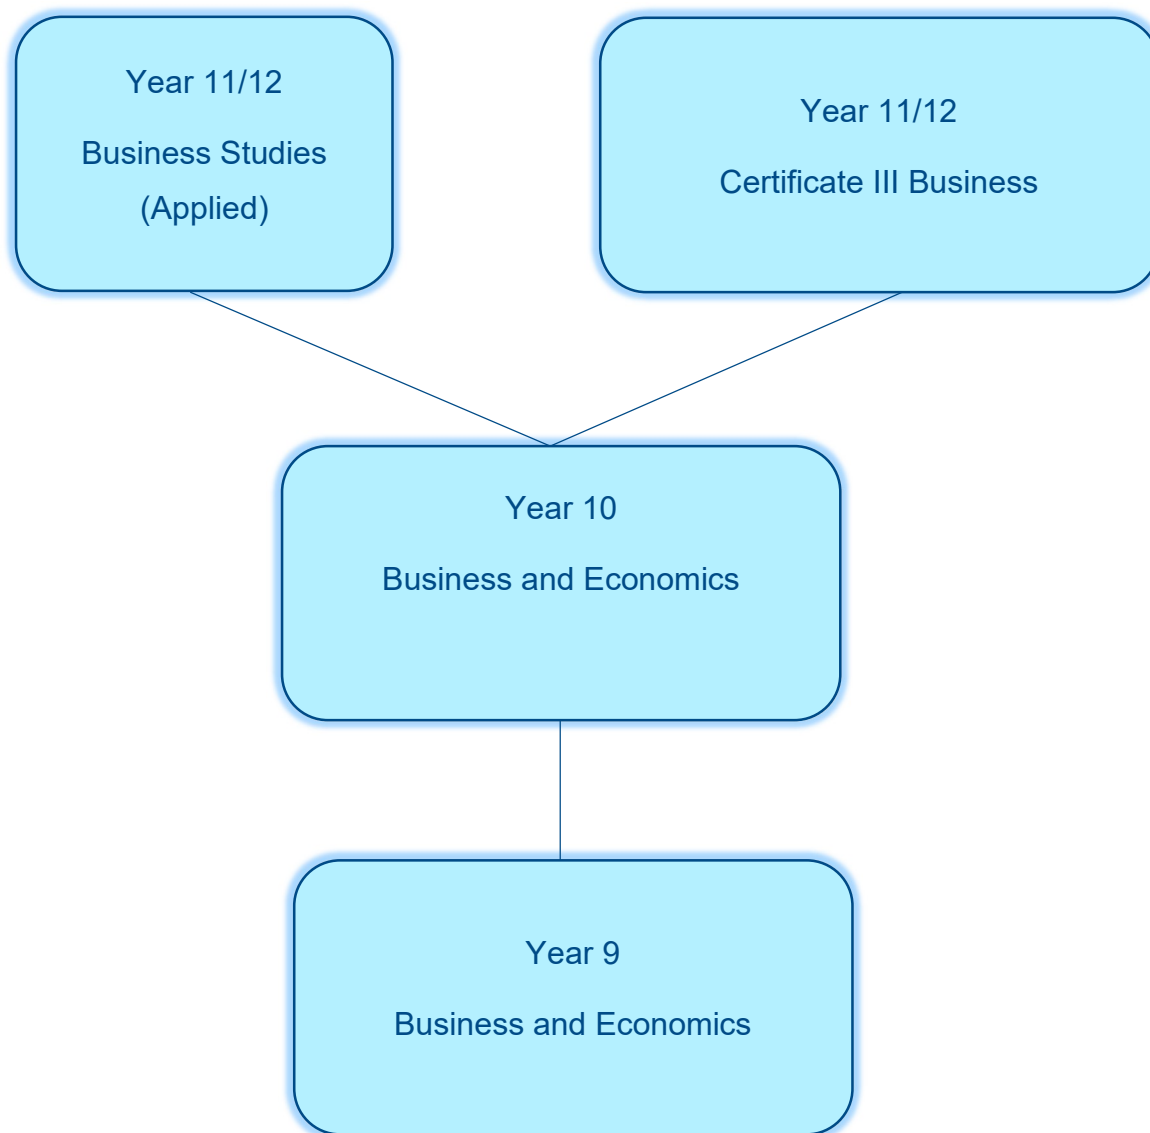 Year 11/12
Business Studies
(Applied)
Year 11/12
Certificate III Business
Year 10
Business and Economics
Year 9
Business and Economics